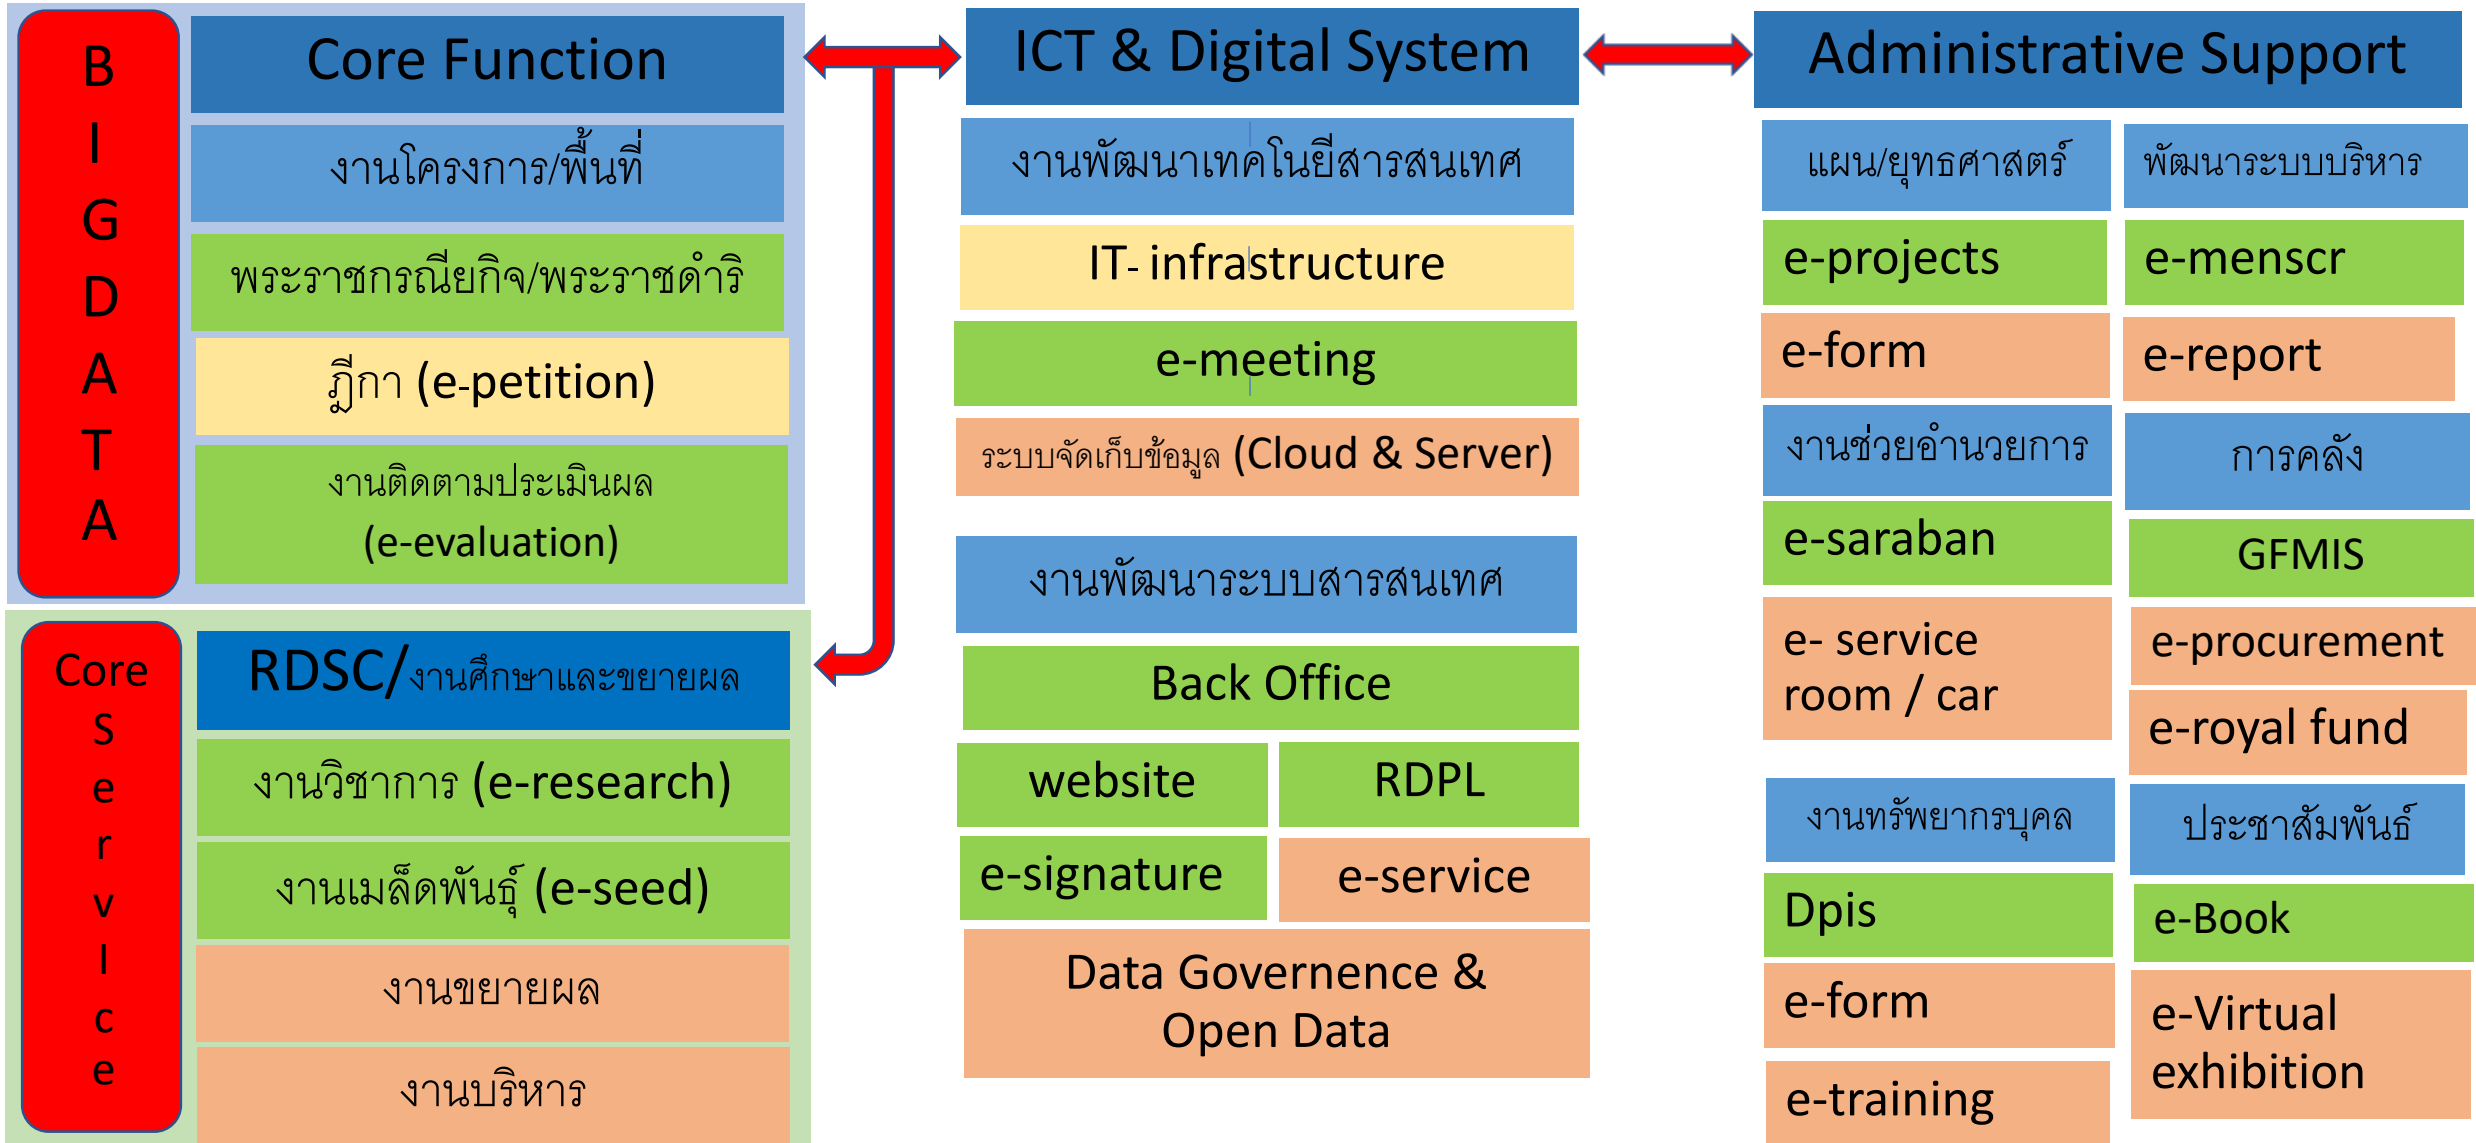 B
I
G
D
A
T
A
Core Function
งานโครงการ/พื้นที่
พระราชกรณียกิจ/พระราชดำริ
ฎีกา (e-petition)
งานติดตามประเมินผล
(e-evaluation)
Core
S
e
r
v
I
c
e
RDSC/งานศึกษาและขยายผล
งานวิชาการ (e-research)
งานเมล็ดพันธุ์ (e-seed)
งานขยายผล
งานบริหาร
ICT & Digital System
งานพัฒนาเทคโนยีสารสนเทศ
IT- infrastructure
e-meeting
ระบบจัดเก็บข้อมูล (Cloud & Server)
งานพัฒนาระบบสารสนเทศ
Back Office
website
RDPL
e-signature
e-service
Data Governence &
Open Data
Administrative Support
แผน/ยุทธศาสตร์
e-projects
e-form
งานช่วยอำนวยการ
e-saraban
e- service
room / car
งานทรัพยากรบุคล
Dpis
e-form
e-training
พัฒนาระบบบริหาร
e-menscr
e-report
การคลัง
GFMIS
e-procurement
e-royal fund
ประชาสัมพันธ์
e-Book
e-Virtual
exhibition